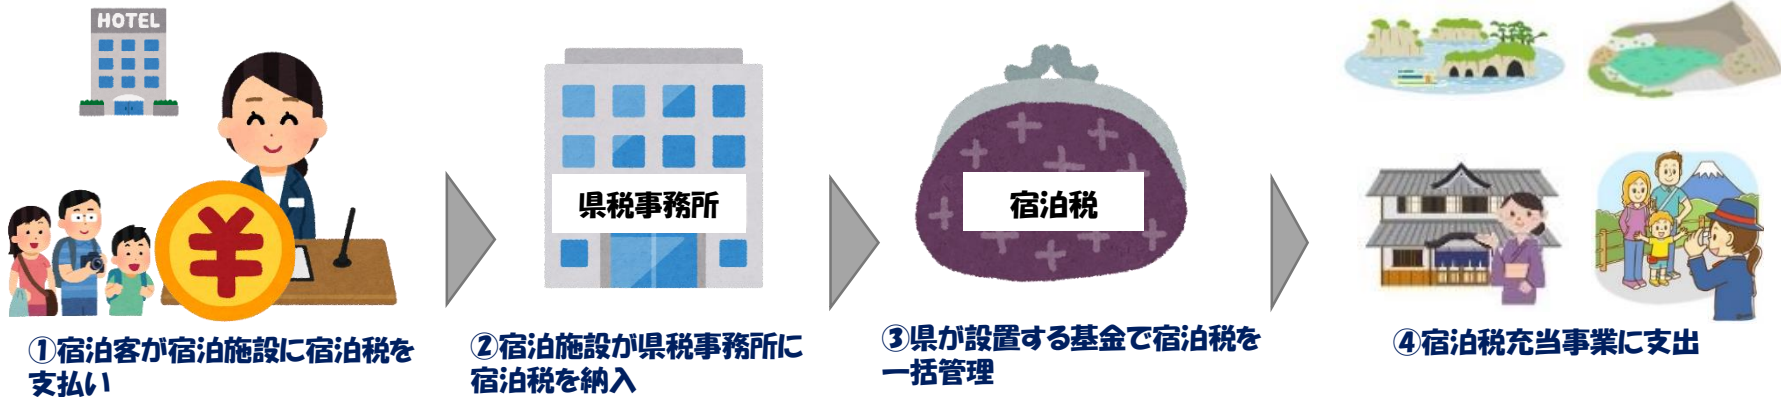 HOTEL
¥
①宿泊客が宿泊施設に宿泊税を
支払い
県税事務所
②宿泊施設が県税事務所に
宿泊税を納入
宿泊税
③県が設置する基金で宿泊税を
一括管理
④宿泊税充当事業に支出